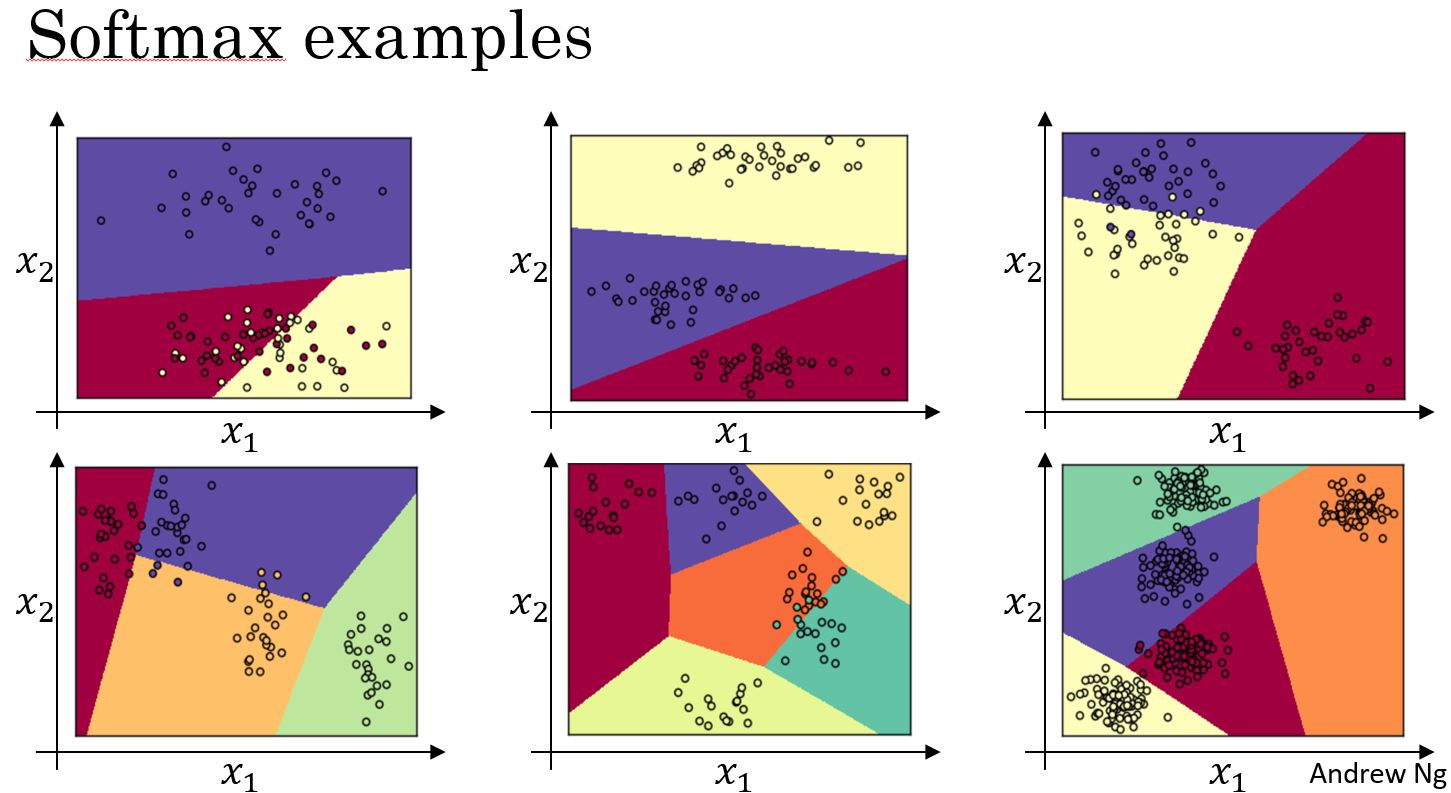 Softmax examples
x₂
x₁
x₂
x₁
x₂
x₁
x₂
x₁
x₂
x₁
x₂
x₁
Andrew Ng